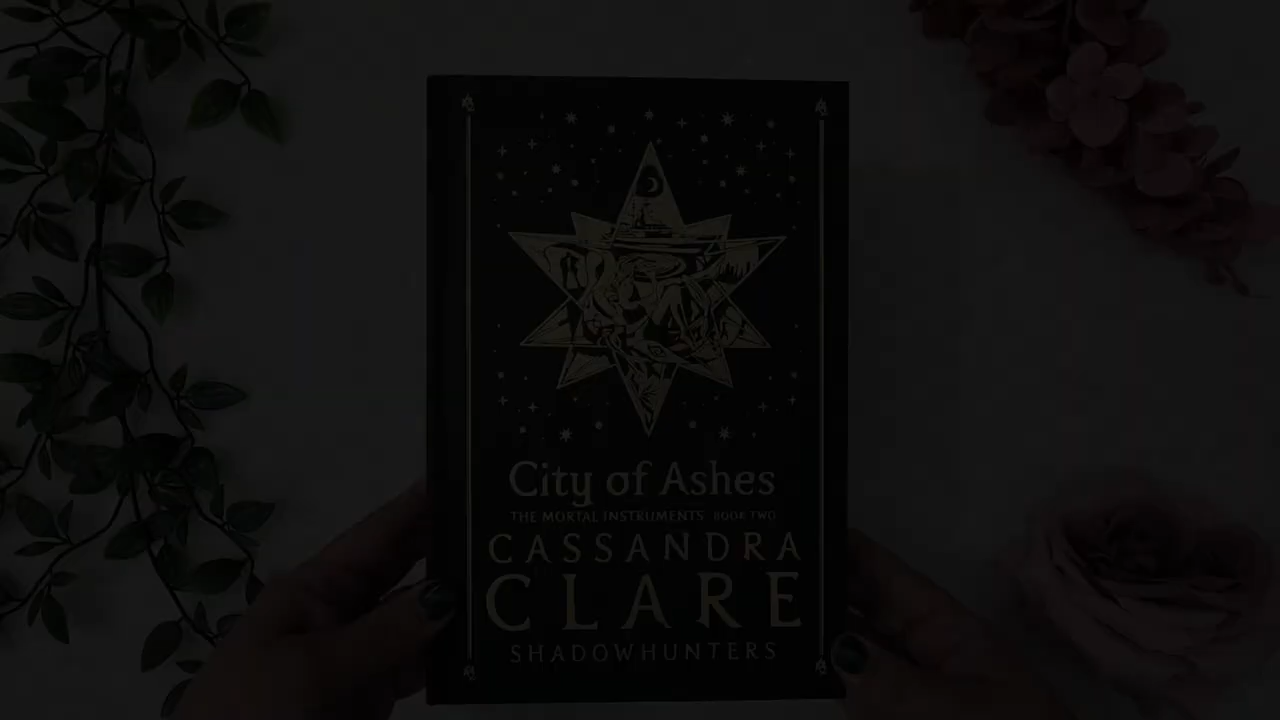 City of Ashes
THE MORTAL INSTRUMENTS BOOK TWO
CASSANDRA
CLARE
SHADOWHUNTERS